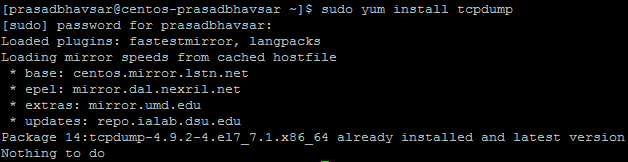 [prasadbhavsar@centos-prasadbhavsar ~]$ sudo yum install tcpdump
[sudo] password for prasadbhavsar:
Loaded plugins: fastestmirror, langpacks
Loading mirror speeds from cached hostfile
 * base: centos.mirror.lstn.net
 * epel: mirror.dal.nexril.net
 * extras: mirror.umd.edu
 * updates: repo.ialab.dsu.edu
Package 14:tcpdump-4.9.2-4.el7_7.1.x86_64 already installed and latest version
Nothing to do